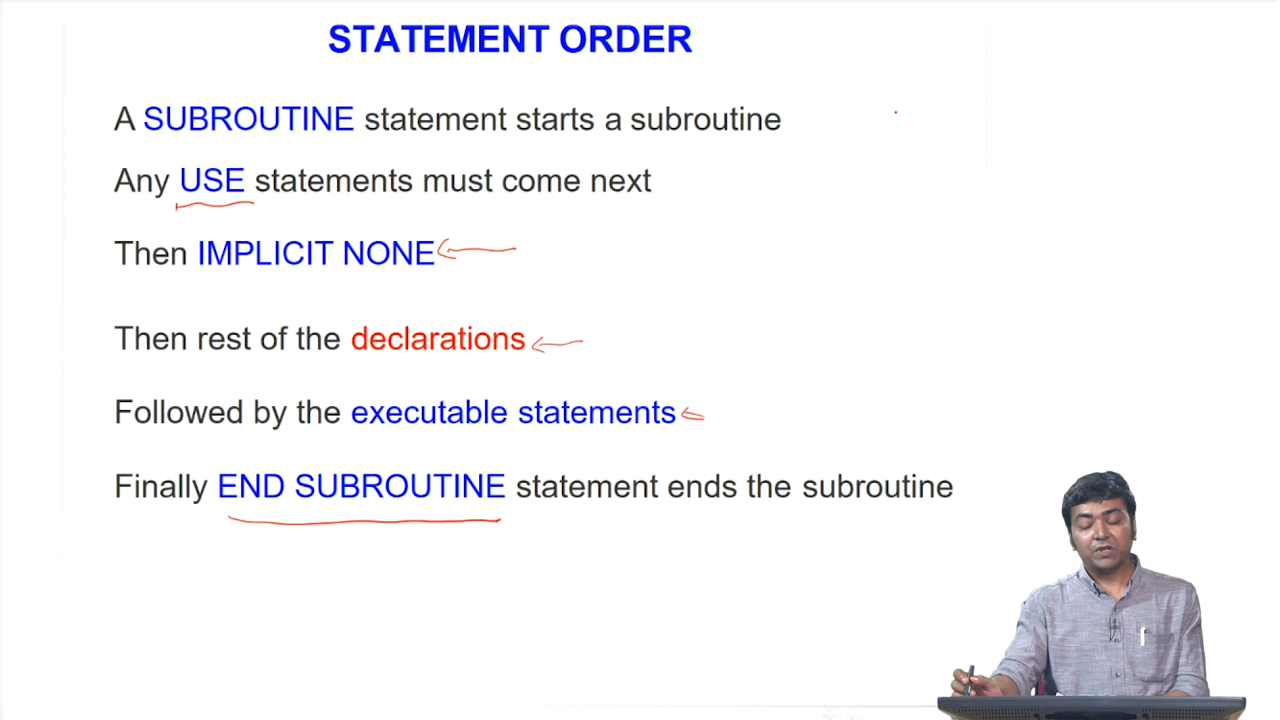 STATEMENT ORDER
A SUBROUTINE statement starts a subroutine
Any USE statements must come next
Then IMPLICIT NONE
Then rest of the declarations
Followed by the executable statements
Finally END SUBROUTINE statement ends the subroutine